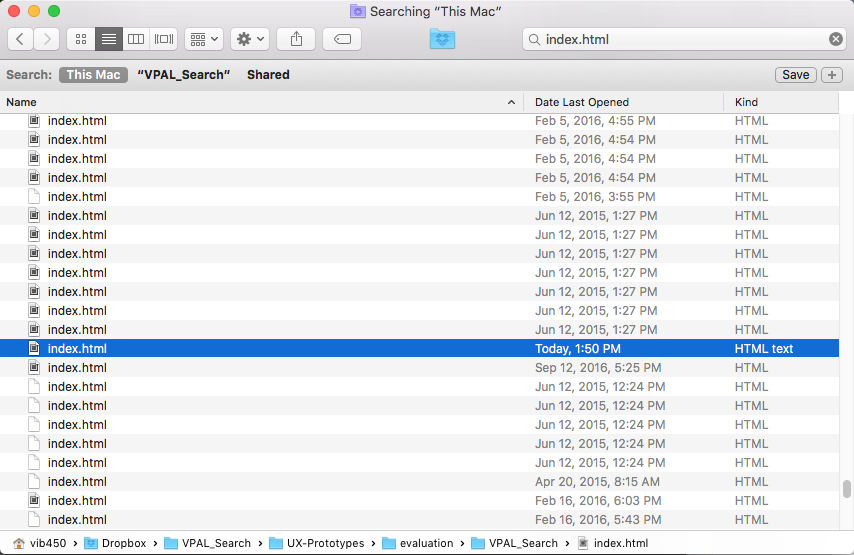 Searching “This Mac”
index.html
Search: This Mac “VPAL_Search” Shared Save +
Name Date Last Opened Kind
index.html Feb 5, 2016, 4:55 PM HTML
index.html Feb 5, 2016, 4:54 PM HTML
index.html Feb 5, 2016, 4:54 PM HTML
index.html Feb 5, 2016, 4:54 PM HTML
index.html Feb 5, 2016, 3:55 PM HTML
index.html Jun 12, 2015, 1:27 PM HTML
index.html Jun 12, 2015, 1:27 PM HTML
index.html Jun 12, 2015, 1:27 PM HTML
index.html Jun 12, 2015, 1:27 PM HTML
index.html Jun 12, 2015, 1:27 PM HTML
index.html Jun 12, 2015, 1:27 PM HTML
index.html Jun 12, 2015, 1:27 PM HTML
index.html Today, 1:50 PM HTML text
index.html Sep 12, 2016, 5:25 PM HTML
index.html Jun 12, 2015, 12:24 PM HTML
index.html Jun 12, 2015, 12:24 PM HTML
index.html Jun 12, 2015, 12:24 PM HTML
index.html Jun 12, 2015, 12:24 PM HTML
index.html Jun 12, 2015, 12:24 PM HTML
index.html Apr 20, 2015, 8:15 AM HTML
index.html Feb 16, 2016, 6:03 PM HTML
index.html Feb 16, 2016, 5:43 PM HTML
vib450 › Dropbox › VPAL_Search › UX-Prototypes › evaluation › VPAL_Search › index.html